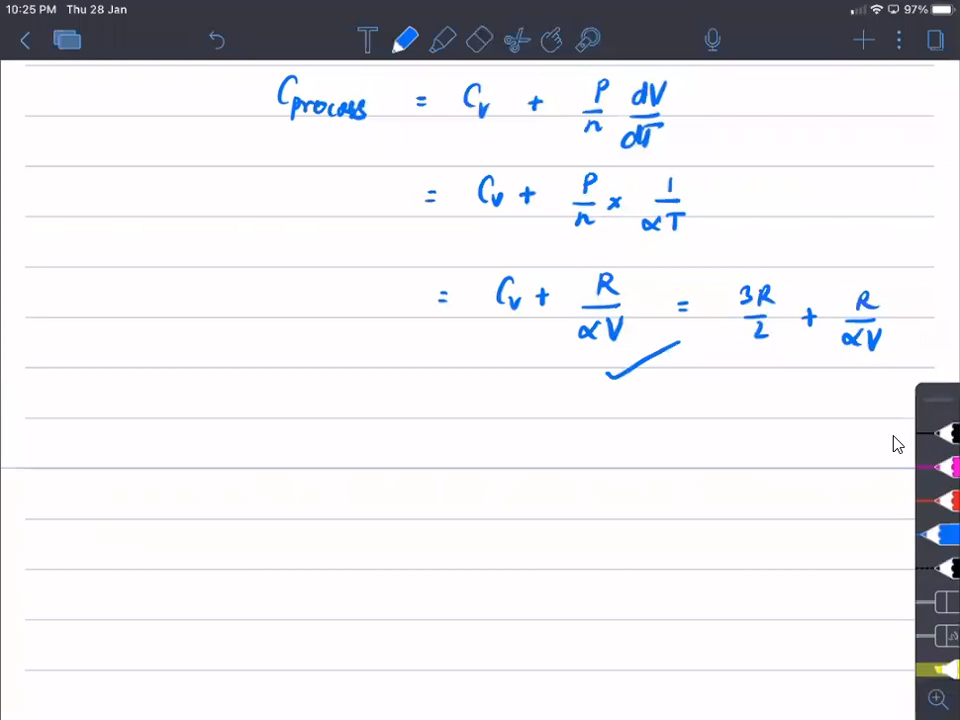 10:25 PM Thu 28 Jan 97%
C_process = C_v + P/n dV/dT
= C_v + P/n × 1/αT
= C_v + R/αV = 3R/2 + R/αV